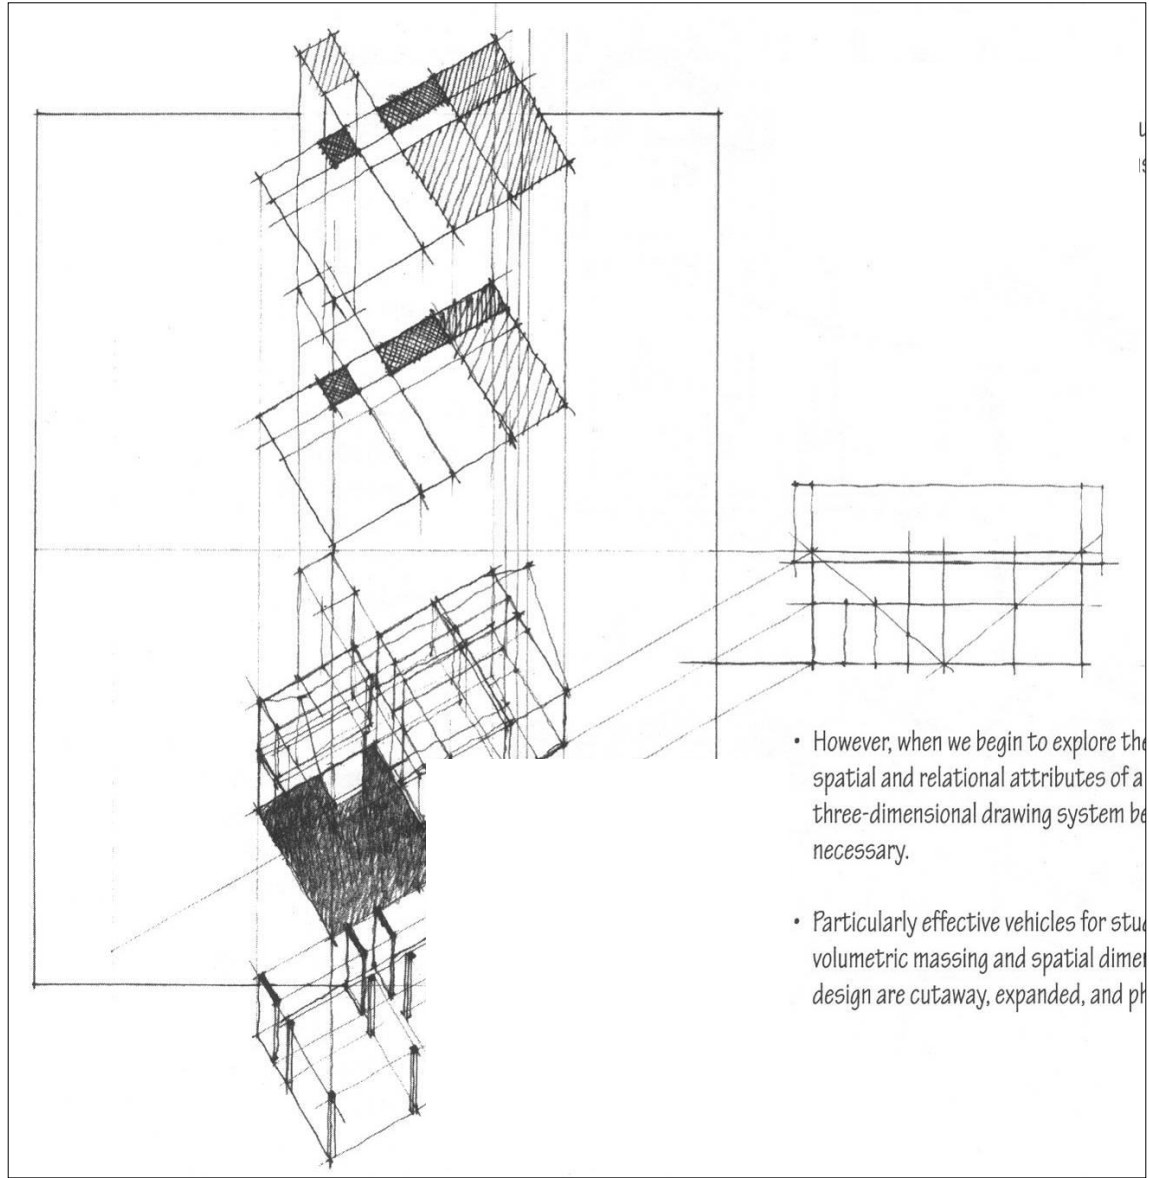 • However, when we begin to explore the
spatial and relational attributes of a
three-dimensional drawing system be
necessary.
• Particularly effective vehicles for stu
volumetric massing and spatial dime
design are cutaway, expanded, and ph